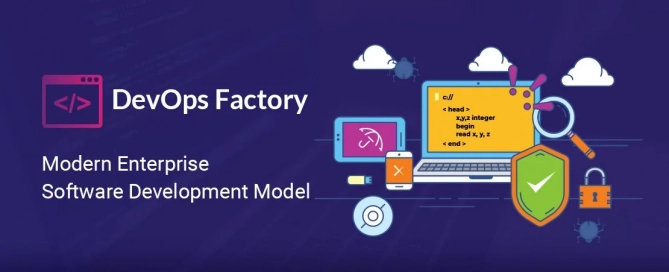 </>
DevOps Factory
Modern Enterprise
Software Development Model
c://
< head >
x,y,z integer
begin
read x, y, z
< end >